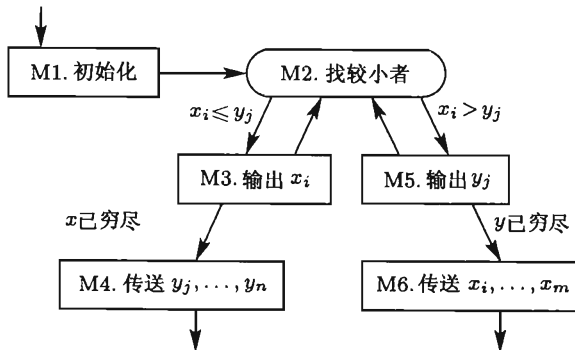 M1. 初始化
M2. 找较小者
x_i ≤ y_j
x_i > y_j
M3. 输出 x_i
M5. 输出 y_j
x已穷尽
y已穷尽
M4. 传送 y_j, ..., y_n
M6. 传送 x_i, ..., x_m